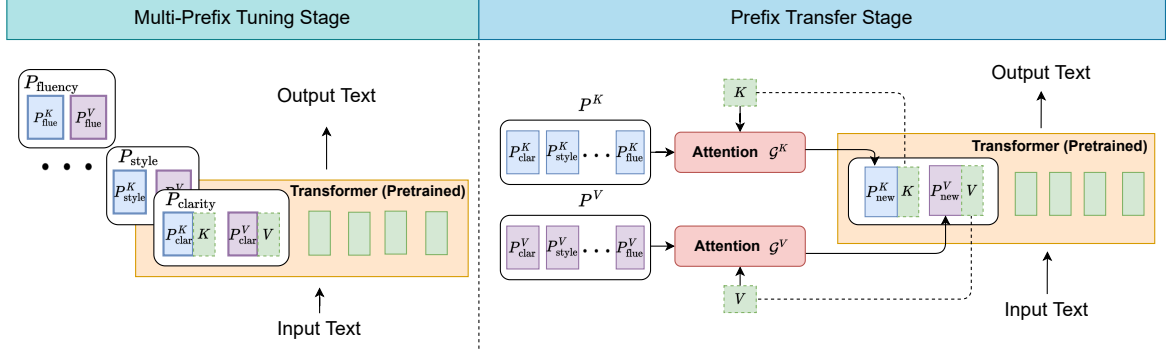 Multi-Prefix Tuning Stage
Prefix Transfer Stage
P_fluency
P^K_flue P^V_flue
• • •
P_style
P^K_style P^V
P_clarity
P^K_clar K P^V_clar V
Transformer (Pretrained)
Output Text
Input Text
P^K
P^K_clar P^K_style ... P^K_flue
K
Attention G^K
P^V
P^V_clar P^V_style ... P^V_flue
Attention G^V
V
Output Text
Transformer (Pretrained)
P^K_new K P^V_new V
Input Text